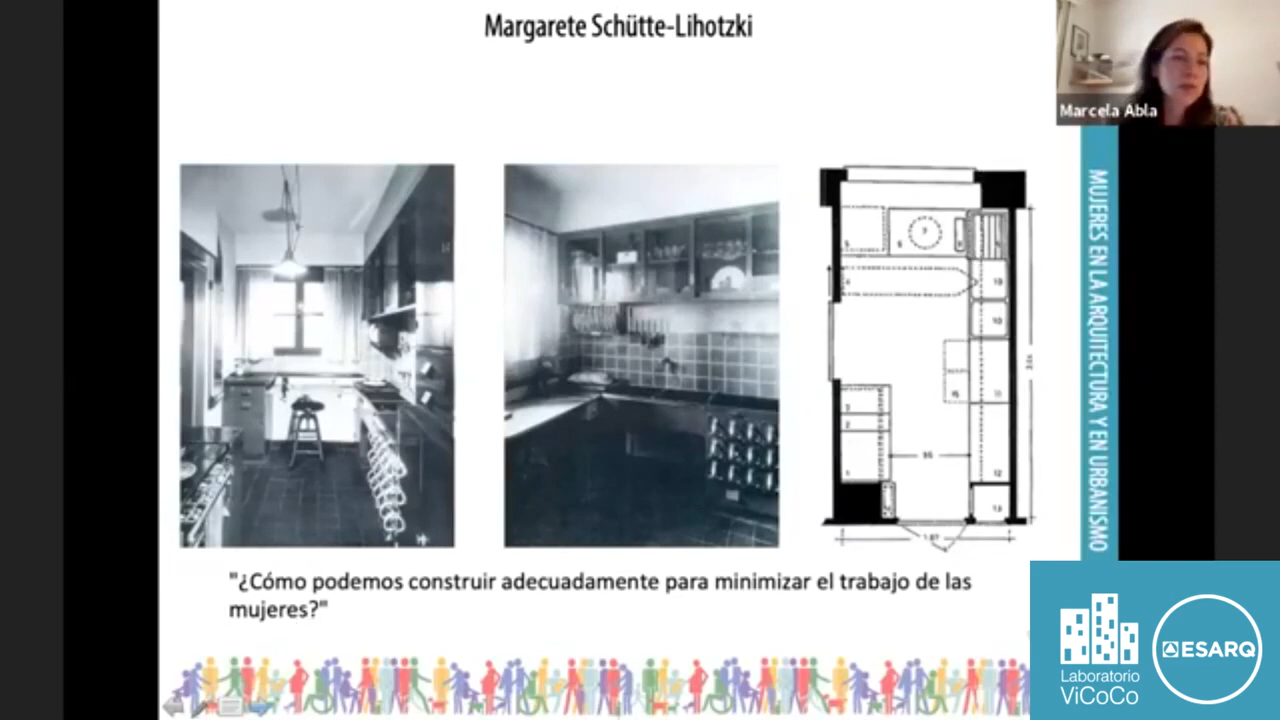 Margarete Schütte-Lihotzki
Marcela Abla
MUJERES EN LA ARQUITECTURA Y EN URBANISMO
"¿Cómo podemos construir adecuadamente para minimizar el trabajo de las
mujeres?"
Laboratorio
ViCoCo
ESARQ